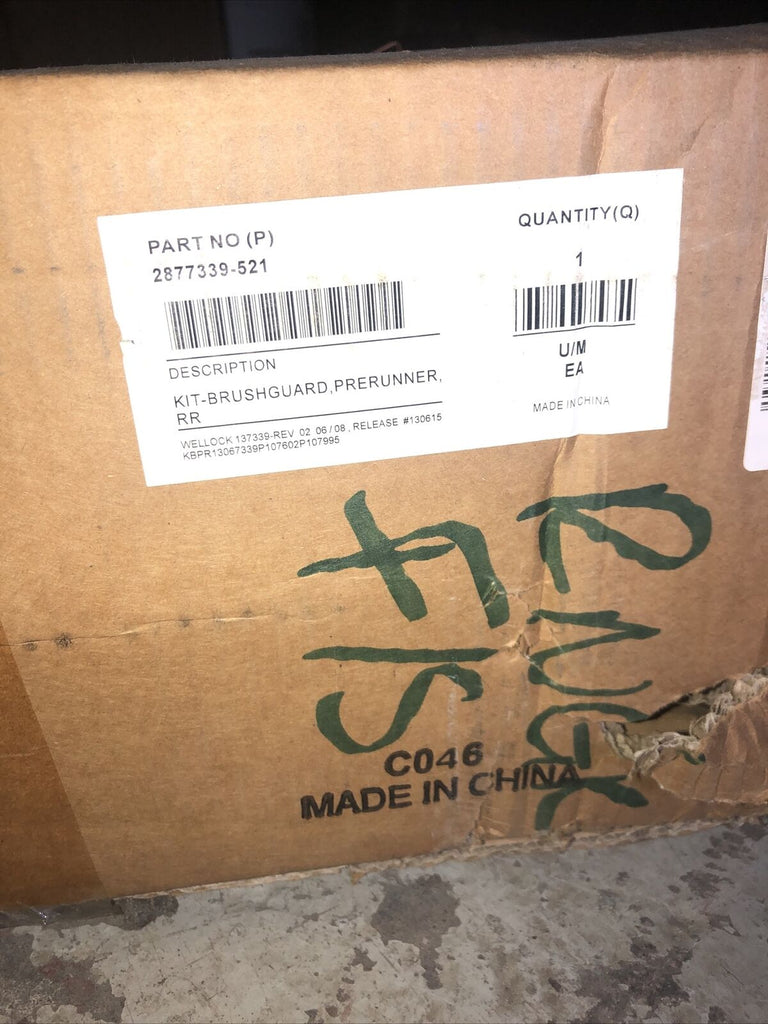 PART NO (P)
2877339-521
QUANTITY(Q)
1
DESCRIPTION
KIT-BRUSHGUARD,PRERUNNER,
RR
U/M
EA
WELLOCK 137339-REV 02 06/08, RELEASE #130615
KBPR13067339P107602P107995
MADE IN CHINA
RNGR
F/S
C046
MADE IN CHINA